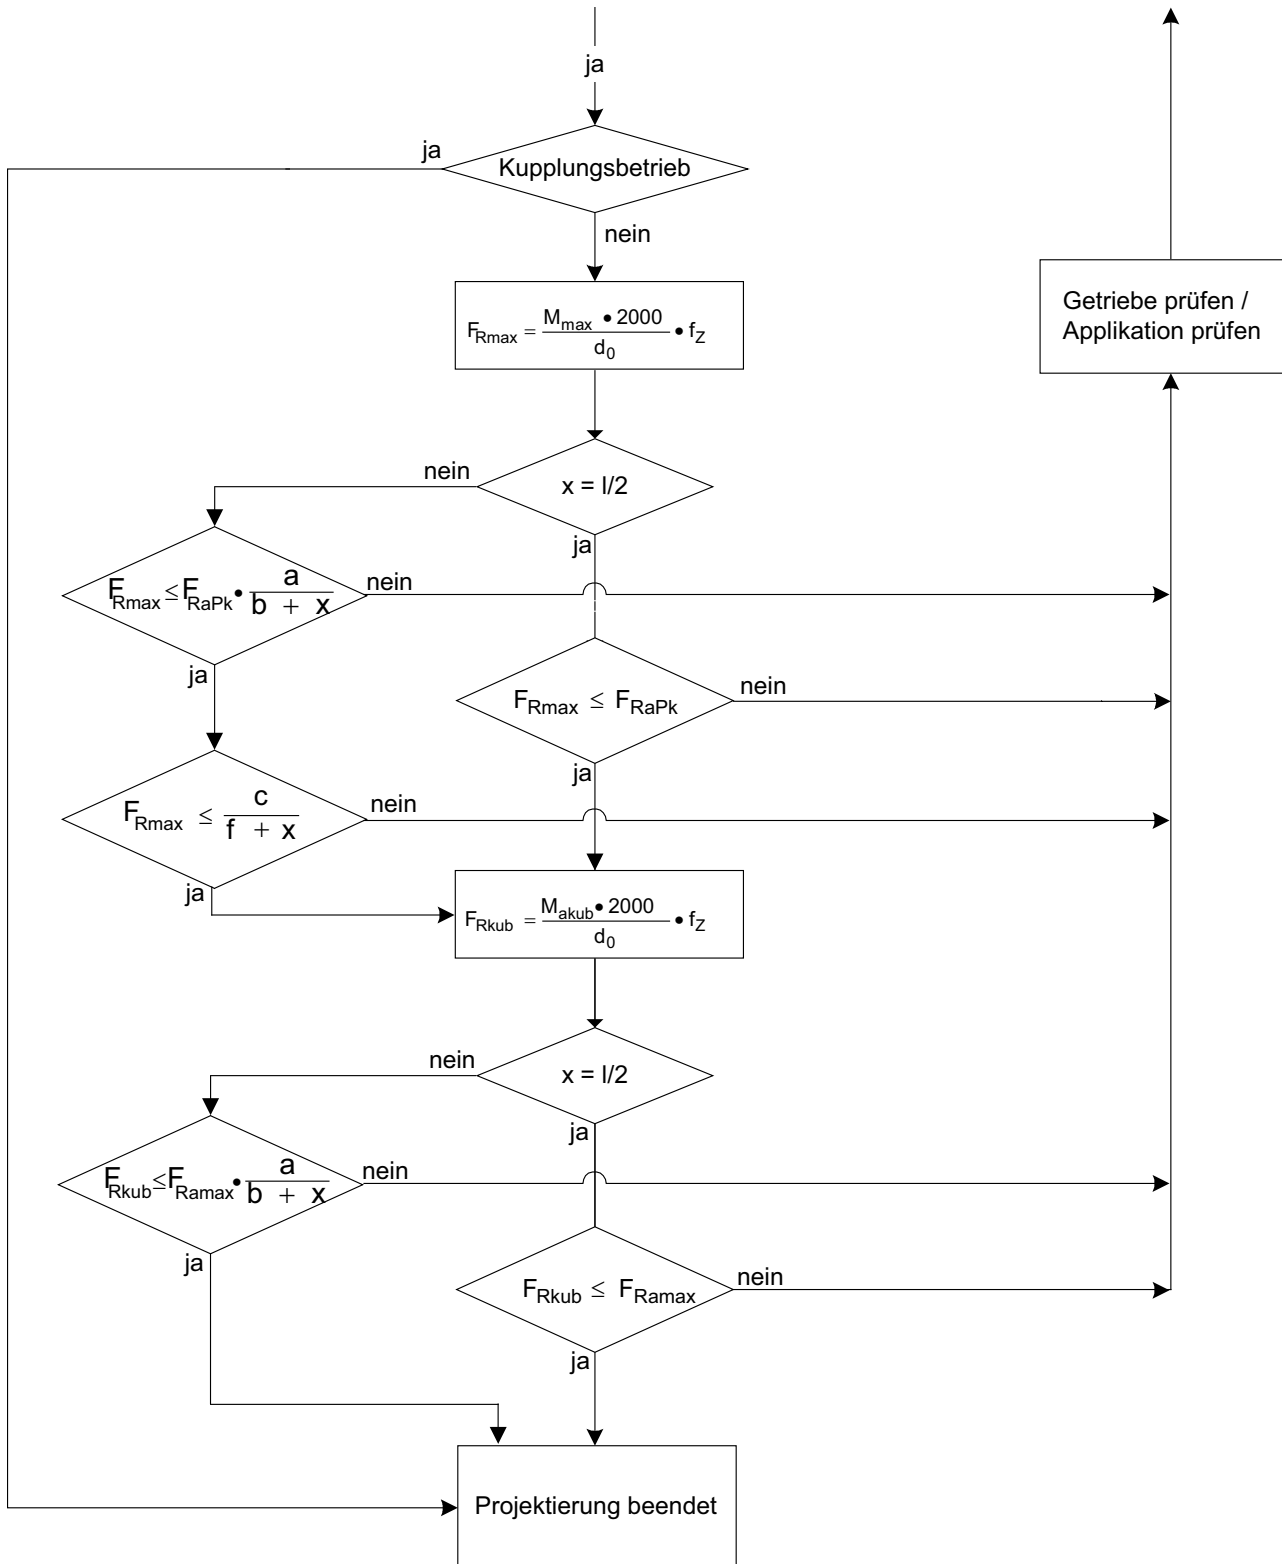 ja
ja
Kupplungsbetrieb
nein
Getriebe prüfen /
Applikation prüfen
F_Rmax = (M_max • 2000) / d_0 • f_Z
nein
x = l/2
ja
F_Rmax ≤ F_RaPk • a / (b + x)
nein
ja
F_Rmax ≤ F_RaPk
nein
ja
F_Rmax ≤ c / (f + x)
nein
ja
F_Rkub = (M_akub • 2000) / d_0 • f_Z
nein
x = l/2
ja
F_Rkub ≤ F_Ramax • a / (b + x)
nein
ja
F_Rkub ≤ F_Ramax
nein
ja
Projektierung beendet